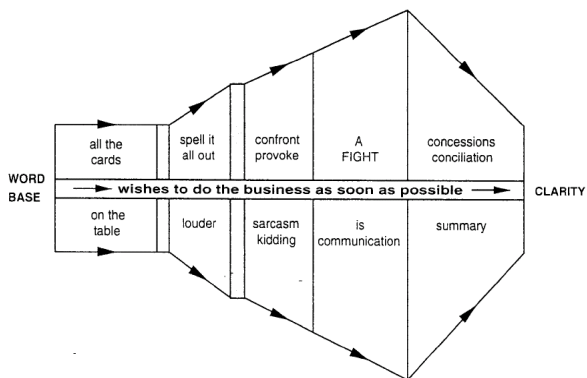 all the
cards
spell it
all out
confront
provoke
A
FIGHT
concessions
conciliation
WORD
BASE
wishes to do the business as soon as possible
CLARITY
on the
table
louder
sarcasm
kidding
is
communication
summary